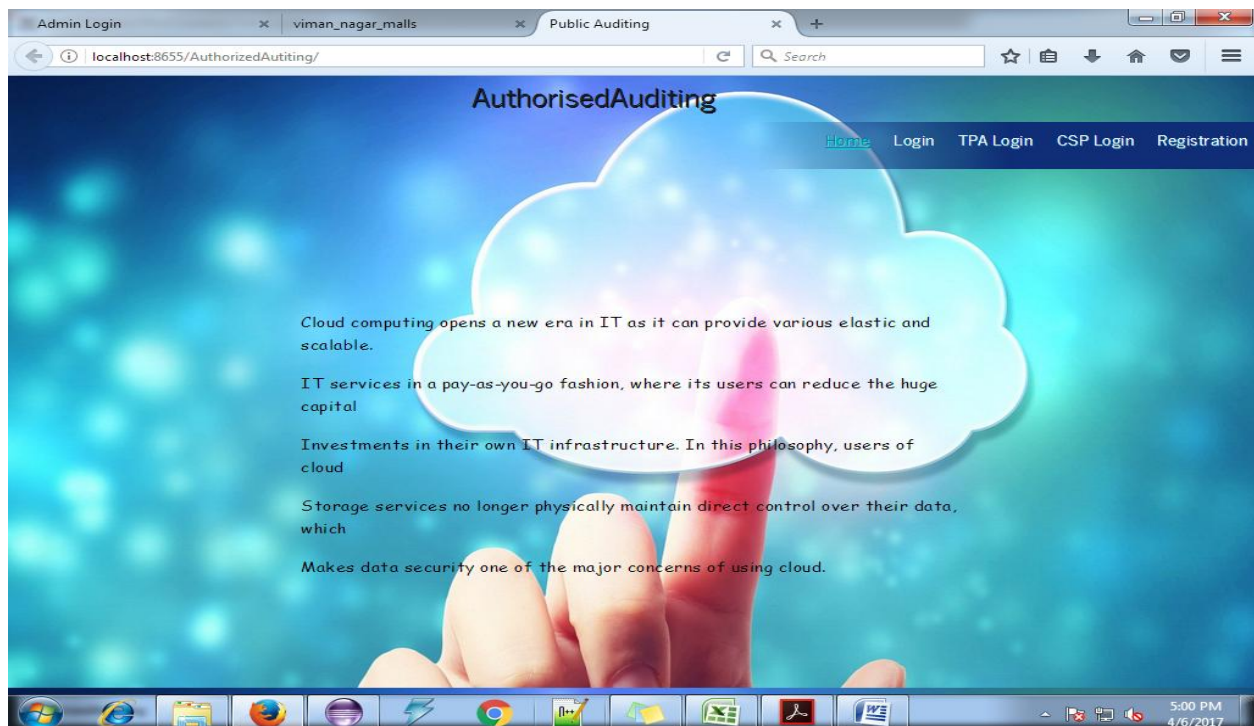 Admin Login
viman_nagar_malls
Public Auditing
localhost:8655/AuthorizedAutiting/
Search
AuthorisedAuditing
Home Login TPA Login CSP Login Registration
Cloud computing opens a new era in IT as it can provide various elastic and
scalable.
IT services in a pay-as-you-go fashion, where its users can reduce the huge
capital
Investments in their own IT infrastructure. In this philosophy, users of
cloud
Storage services no longer physically maintain direct control over their data,
which
Makes data security one of the major concerns of using cloud.
5:00 PM
4/6/2017